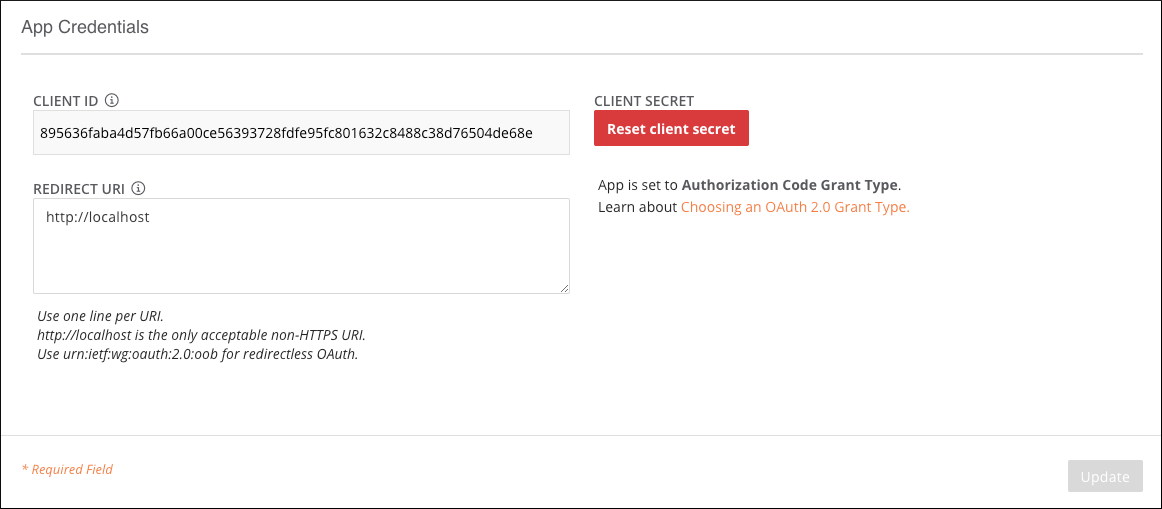 App Credentials
CLIENT ID
895636faba4d57fb66a00ce56393728fdfe95fc801632c8488c38d76504de68e
REDIRECT URI
http://localhost
Use one line per URI.
http://localhost is the only acceptable non-HTTPS URI.
Use urn:ietf:wg:oauth:2.0:oob for redirectless OAuth.
CLIENT SECRET
Reset client secret
App is set to Authorization Code Grant Type.
Learn about Choosing an OAuth 2.0 Grant Type.
* Required Field
Update